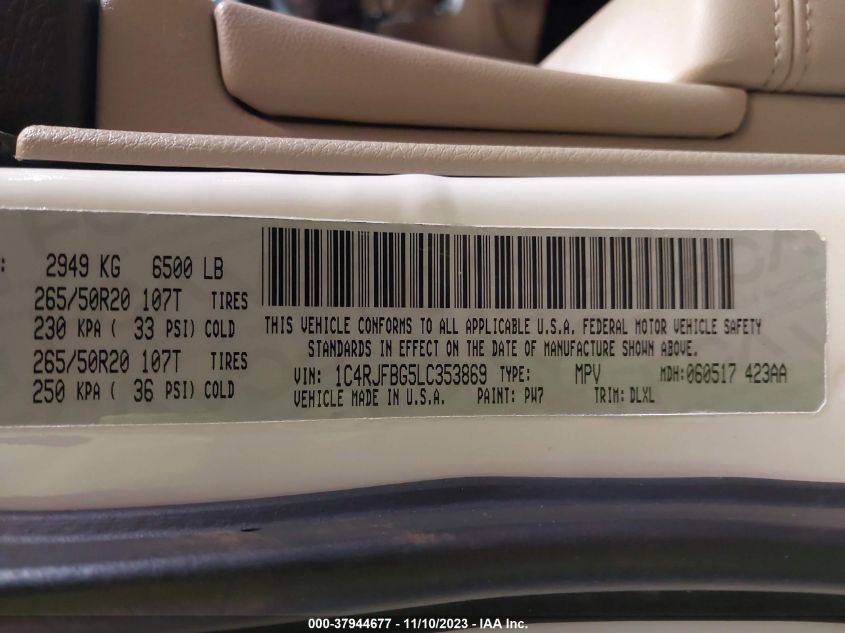 : 2949 KG 6500 LB
265/50R20 107T TIRES
230 KPA ( 33 PSI) COLD
265/50R20 107T TIRES
250 KPA ( 36 PSI) COLD
THIS VEHICLE CONFORMS TO ALL APPLICABLE U.S.A. FEDERAL MOTOR VEHICLE SAFETY
STANDARDS IN EFFECT ON THE DATE OF MANUFACTURE SHOWN ABOVE.
VIN: 1C4RJFBG5LC353869 TYPE: MPV MDH: 060517 423AA
VEHICLE MADE IN U.S.A. PAINT: PW7 TRIM: DLXL
000-37944677 - 11/10/2023 - IAA Inc.